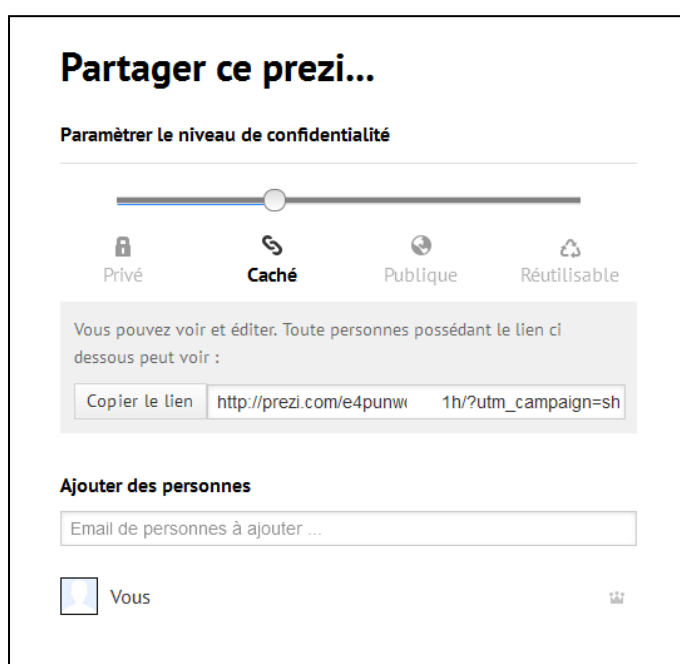 Partager ce prezi...
Paramètrer le niveau de confidentialité
Privé Caché Publique Réutilisable
Vous pouvez voir et éditer. Toute personnes possédant le lien ci
dessous peut voir :
Copier le lien http://prezi.com/e4punw 1h/?utm_campaign=sh
Ajouter des personnes
Email de personnes à ajouter ...
Vous